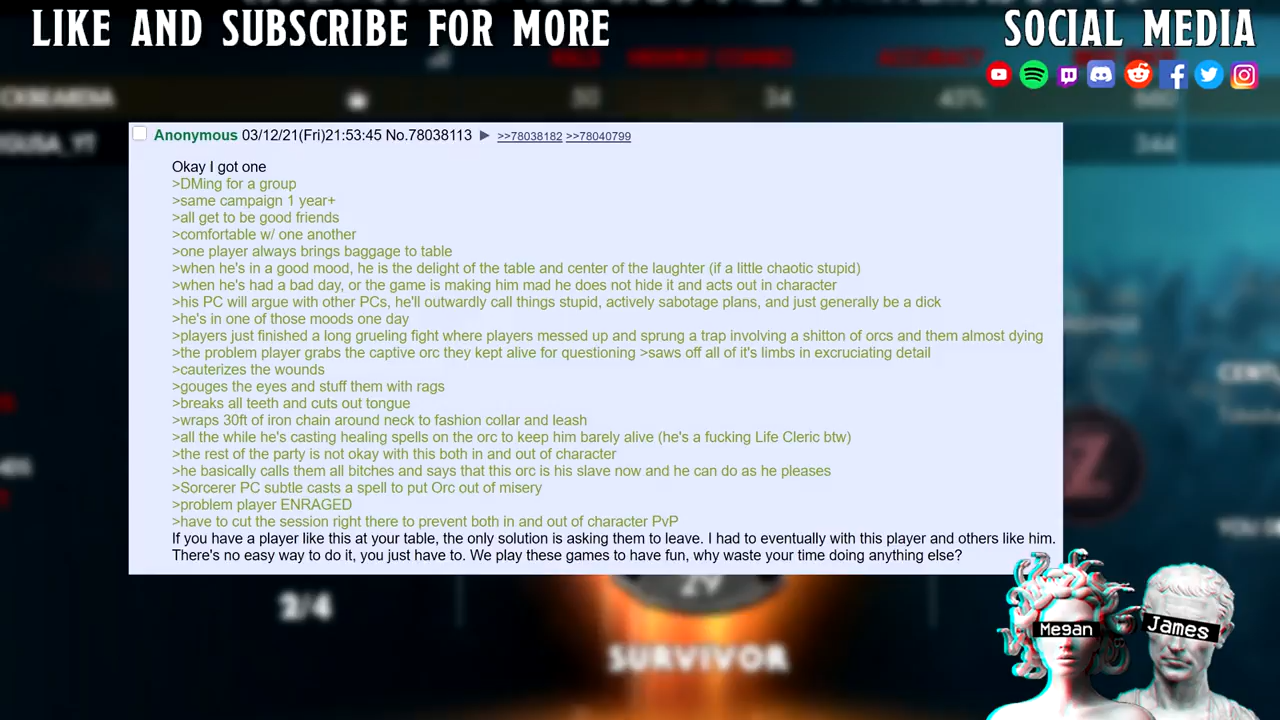 LIKE AND SUBSCRIBE FOR MORE
SOCIAL MEDIA
Anonymous 03/12/21(Fri)21:53:45 No.78038113 ▶ >>78038182 >>78040799
Okay I got one
>DMing for a group
>same campaign 1 year+
>all get to be good friends
>comfortable w/ one another
>one player always brings baggage to table
>when he's in a good mood, he is the delight of the table and center of the laughter (if a little chaotic stupid)
>when he's had a bad day, or the game is making him mad he does not hide it and acts out in character
>his PC will argue with other PCs, he'll outwardly call things stupid, actively sabotage plans, and just generally be a dick
>he's in one of those moods one day
>players just finished a long grueling fight where players messed up and sprung a trap involving a shitton of orcs and them almost dying
>the problem player grabs the captive orc they kept alive for questioning >saws off all of it's limbs in excruciating detail
>cauterizes the wounds
>gouges the eyes and stuff them with rags
>breaks all teeth and cuts out tongue
>wraps 30ft of iron chain around neck to fashion collar and leash
>all the while he's casting healing spells on the orc to keep him barely alive (he's a fucking Life Cleric btw)
>the rest of the party is not okay with this both in and out of character
>he basically calls them all bitches and says that this orc is his slave now and he can do as he pleases
>Sorcerer PC subtle casts a spell to put Orc out of misery
>problem player ENRAGED
>have to cut the session right there to prevent both in and out of character PvP
If you have a player like this at your table, the only solution is asking them to leave. I had to eventually with this player and others like him.
There's no easy way to do it, you just have to. We play these games to have fun, why waste your time doing anything else?
29
2/4
SURVIVOR
Megan
James